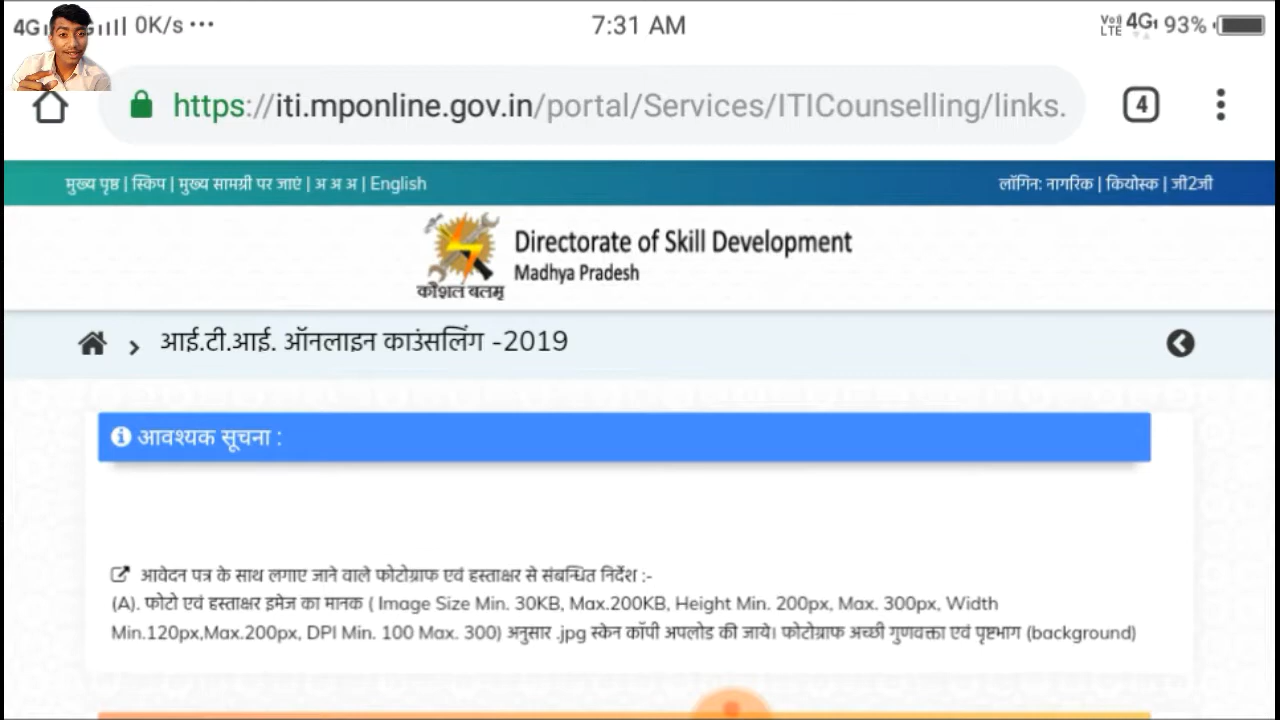 4G 0K/s ... 7:31 AM VoLTE 4G 93%
https://iti.mponline.gov.in/portal/Services/ITICounselling/links. 4
मुख्य पृष्ठ | स्किप | मुख्य सामग्री पर जाएं | अ अ अ | English लॉगिन: नागरिक | कियोस्क | जी2जी
Directorate of Skill Development
Madhya Pradesh
कौशलं बलम्
आई.टी.आई. ऑनलाइन काउंसलिंग -2019
आवश्यक सूचना :
आवेदन पत्र के साथ लगाए जाने वाले फोटोग्राफ एवं हस्ताक्षर से संबन्धित निर्देश :-
(A). फोटो एवं हस्ताक्षर इमेज का मानक ( Image Size Min. 30KB, Max.200KB, Height Min. 200px, Max. 300px, Width
Min.120px,Max.200px, DPI Min. 100 Max. 300) अनुसार .jpg स्केन कॉपी अपलोड की जाये। फोटोग्राफ अच्छी गुणवक्ता एवं पृष्टभाग (background)